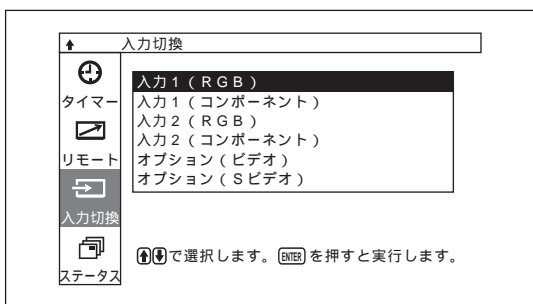 入力切換
タイマー
リモート
入力切換
ステータス
入力1(RGB)
入力1(コンポーネント)
入力2(RGB)
入力2(コンポーネント)
オプション(ビデオ)
オプション(Sビデオ)
で選択します。ENTERを押すと実行します。